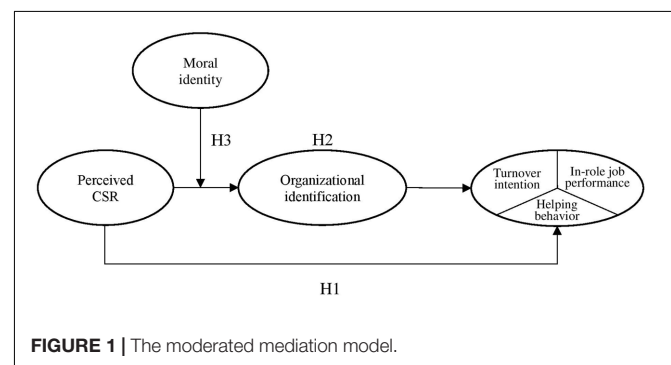 Moral
identity
H3
H2
Perceived
CSR
Organizational
identification
Turnover
intention
In-role job
performance
Helping
behavior
H1
FIGURE 1 | The moderated mediation model.